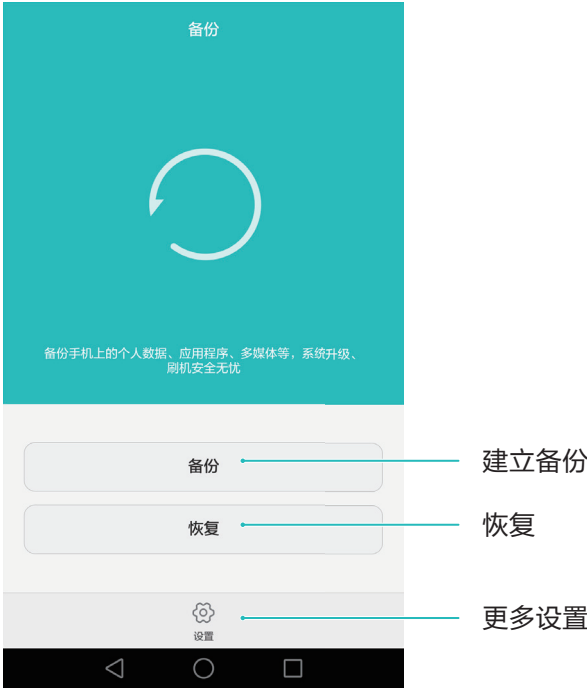 备份
备份手机上的个人数据、应用程序、多媒体等，系统升级、
刷机安全无忧
备份
建立备份
恢复
恢复
设置
更多设置